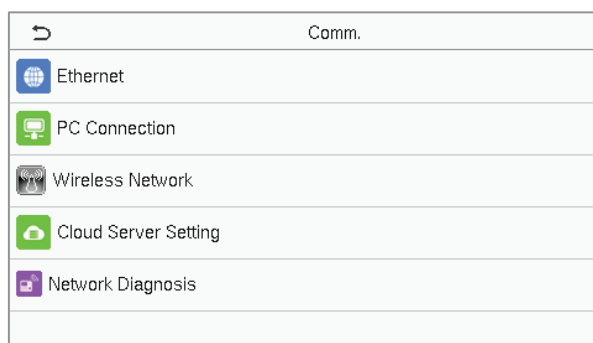 Comm.
Ethernet
PC Connection
Wireless Network
Cloud Server Setting
Network Diagnosis